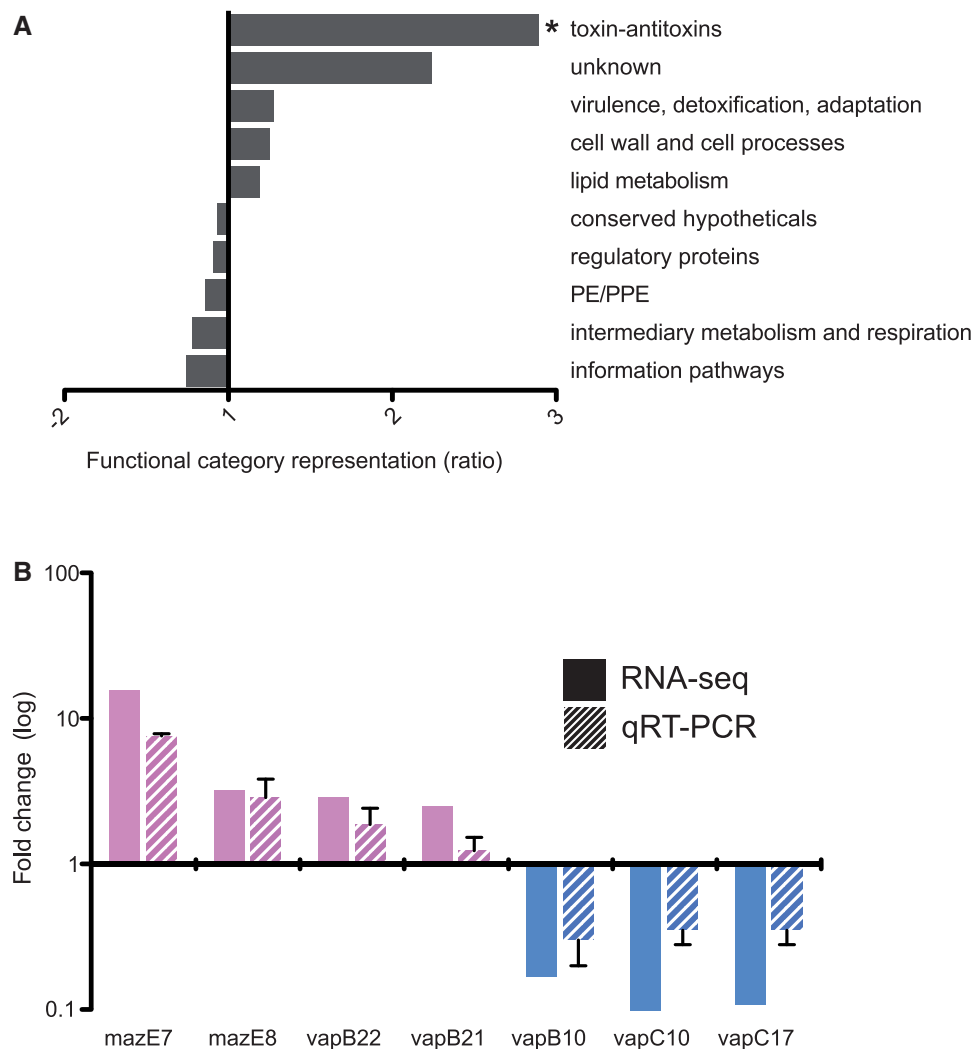 A
* toxin-antitoxins
unknown
virulence, detoxification, adaptation
cell wall and cell processes
lipid metabolism
conserved hypotheticals
regulatory proteins
PE/PPE
intermediary metabolism and respiration
information pathways
-2 1 2 3
Functional category representation (ratio)
B
100
RNA-seq
qRT-PCR
10
Fold change (log)
1
0.1
mazE7 mazE8 vapB22 vapB21 vapB10 vapC10 vapC17